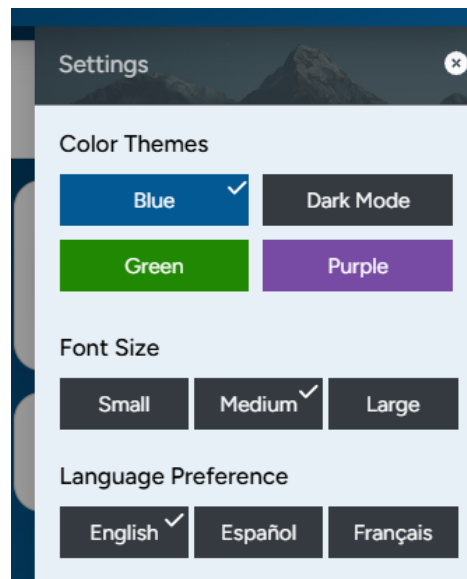 Settings
Color Themes
Blue
Dark Mode
Green
Purple
Font Size
Small
Medium
Large
Language Preference
English
Español
Français